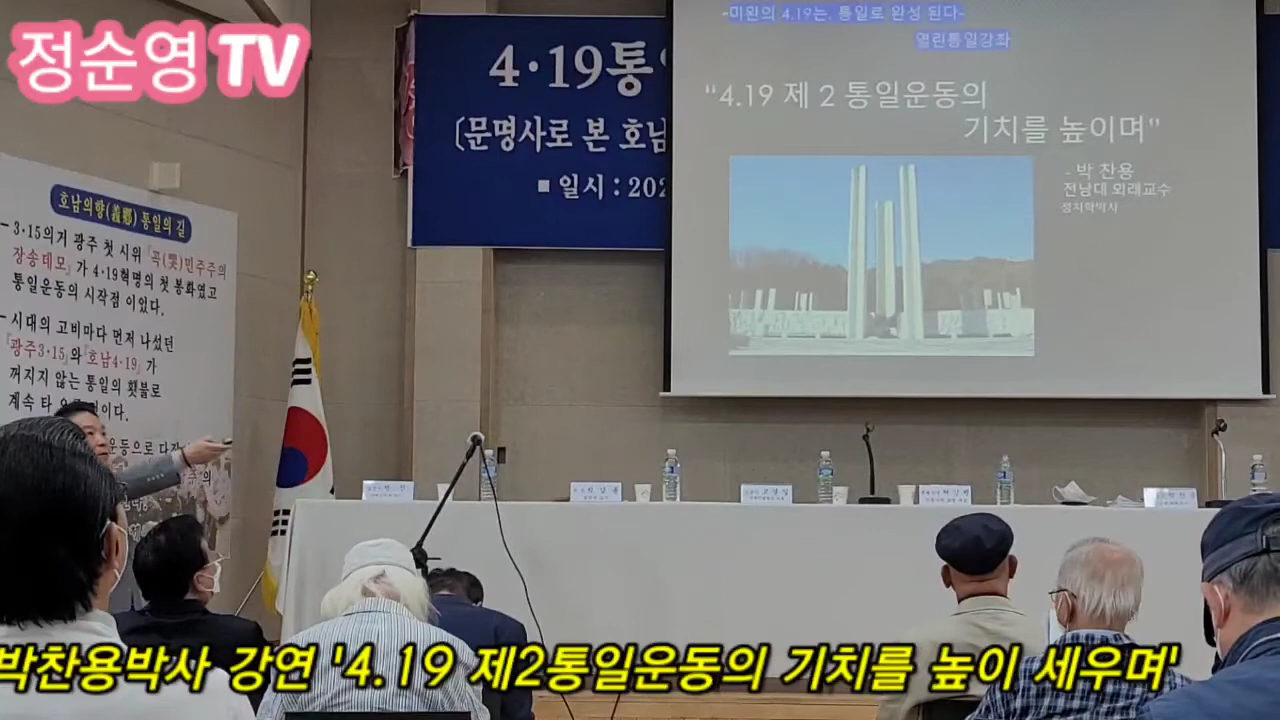 정순영 TV
4·19통일
[문명사로 본 호남
■ 일시 : 202
-미완의 4.19는, 통일로 완성 된다-
열린통일강좌
"4.19 제 2 통일운동의
기치를 높이며"
- 박 찬용
전남대 외래교수
정치학박사
호남의향(義鄕) 통일의 길
- 3·15의거 광주 첫 시위 『곡(哭)민주주의
장송데모』가 4·19혁명의 첫 봉화였고
통일운동의 시작점 이었다.
- 시대의 고비마다 먼저 나섰던
『광주3·15』와『호남4·19』가
꺼지지 않는 통일의 횃불로
계속 타
박찬용박사 강연 '4.19 제2통일운동의 기치를 높이 세우며'